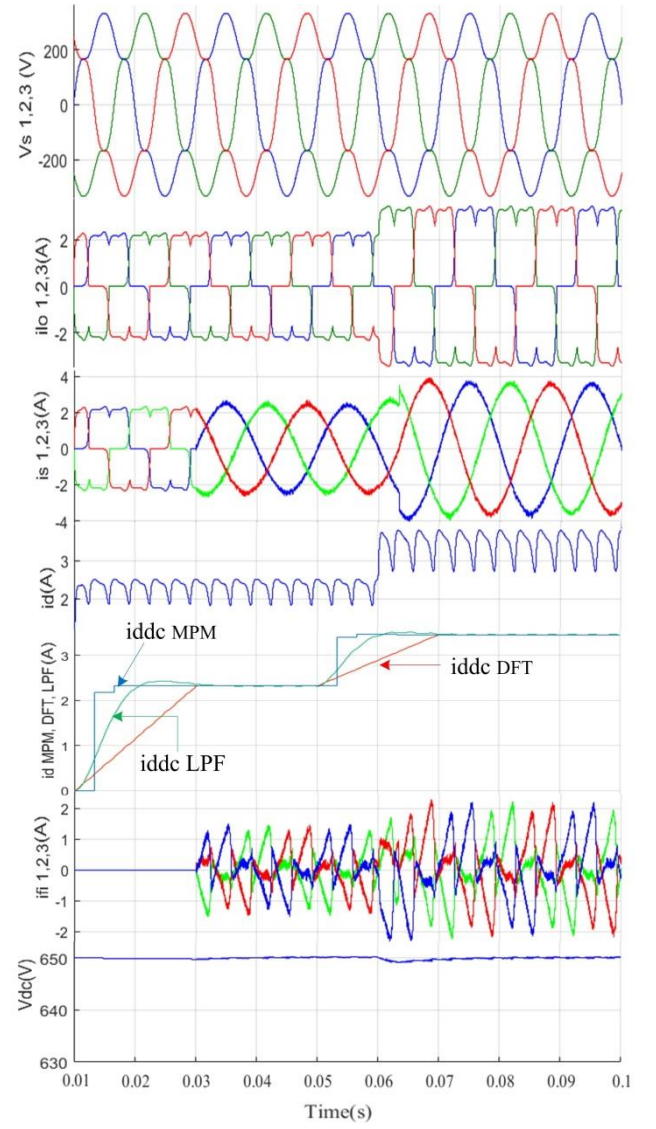 Vs 1,2,3 (V)
200
0
-200
ilo 1,2,3(A)
2
0
-2
is 1,2,3(A)
4
2
0
-2
-4
id(A)
3
2
id MPM, DFT, LPF(A)
3
2
1
0
iddc MPM
iddc DFT
iddc LPF
ifi 1,2,3(A)
2
1
0
-1
-2
Vdc(V)
650
640
630
0.01 0.02 0.03 0.04 0.05 0.06 0.07 0.08 0.09 0.1
Time(s)